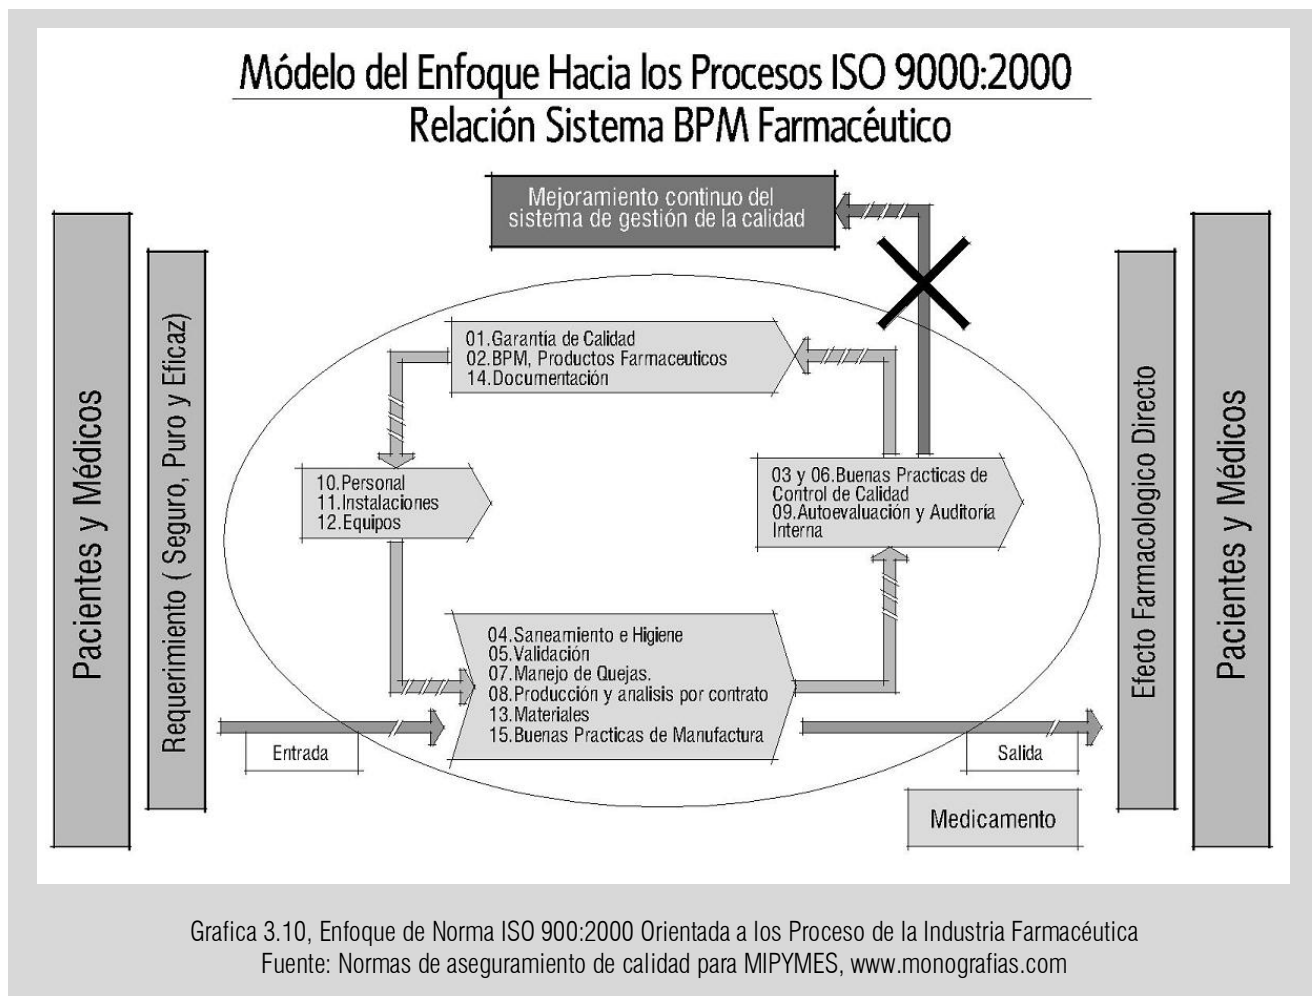 Módelo del Enfoque Hacia los Procesos ISO 9000:2000
Relación Sistema BPM Farmacéutico
Mejoramiento continuo del
sistema de gestión de la calidad
Pacientes y Médicos
Requerimiento ( Seguro, Puro y Eficaz)
01.Garantía de Calidad
02.BPM, Productos Farmaceuticos
14.Documentación
10.Personal
11.Instalaciones
12.Equipos
03 y 06.Buenas Practicas de
Control de Calidad
09.Autoevaluación y Auditoría
Interna
04.Saneamiento e Higiene
05.Validación
07.Manejo de Quejas.
08.Producción y analisis por contrato
13.Materiales
15.Buenas Practicas de Manufactura
Entrada
Salida
Medicamento
Efecto Farmacologico Directo
Pacientes y Médicos
Grafica 3.10, Enfoque de Norma ISO 900:2000 Orientada a los Proceso de la Industria Farmacéutica
Fuente: Normas de aseguramiento de calidad para MIPYMES, www.monografias.com